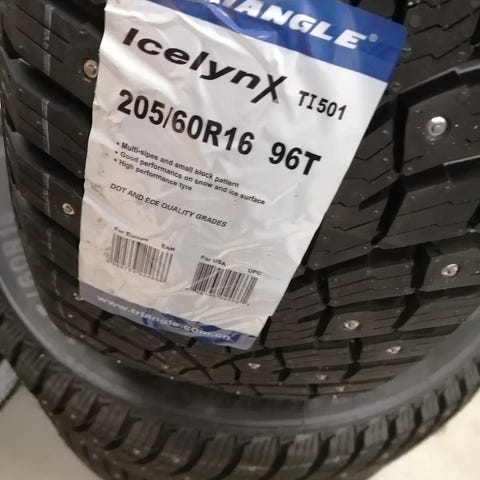 TRIANGLE®
IcelynX TI501
205/60R16 96T
• Multi-sipes and small block pattern
• Good performance on snow and ice surface
• High performance tyre
DOT AND ECE QUALITY GRADES
For Europe EAN For USA UPC
www.triangle.com.cn